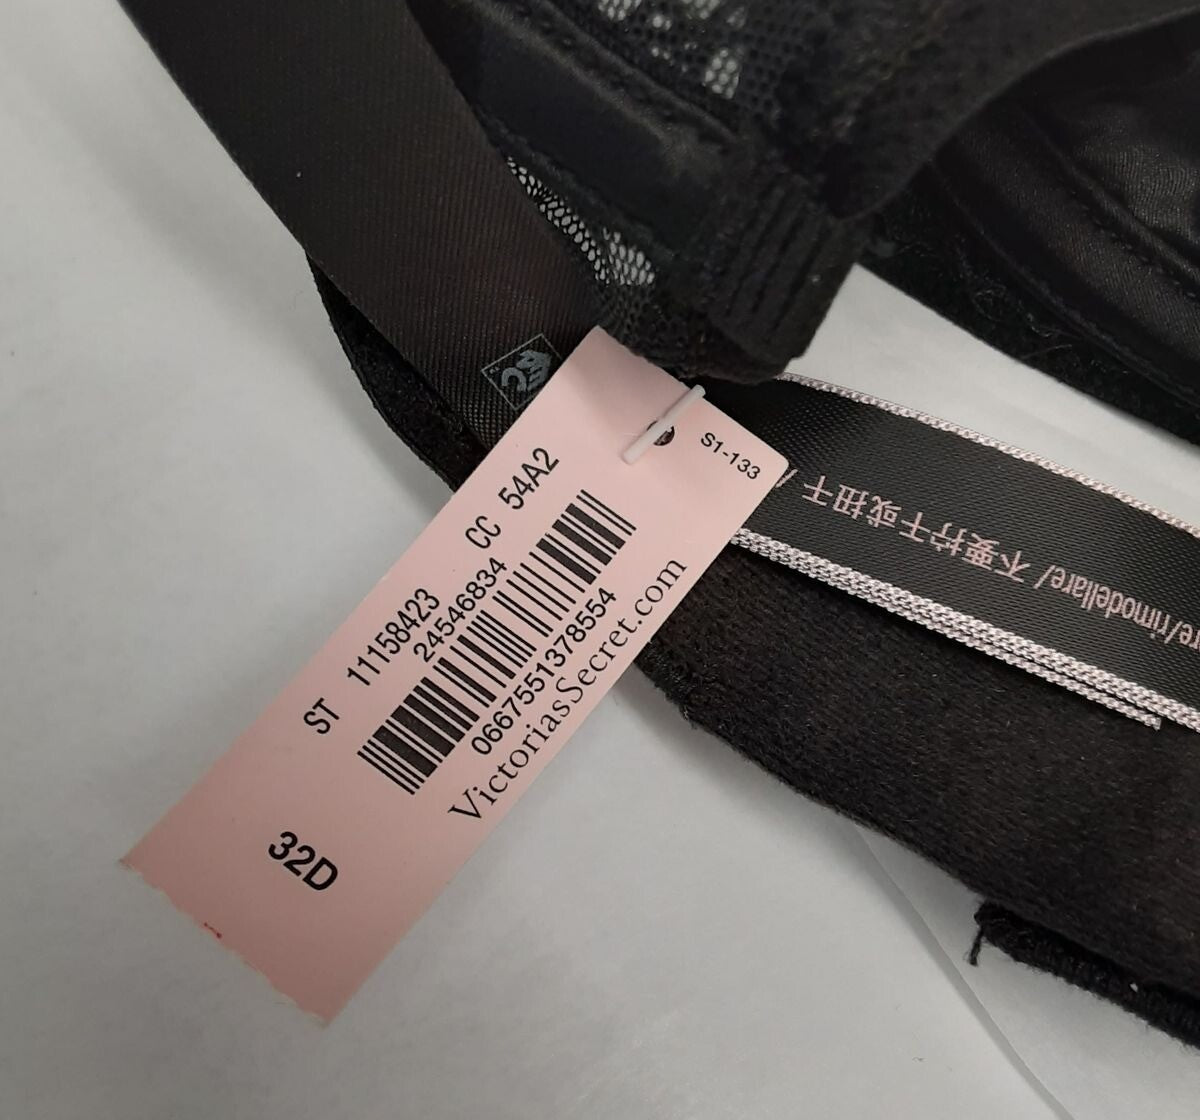 S1-133
ST 11158423 CC 54A2
24546834
0667551378554
VictoriasSecret.com
32D
e/rimodellare/ 不要拧干或扭干 /